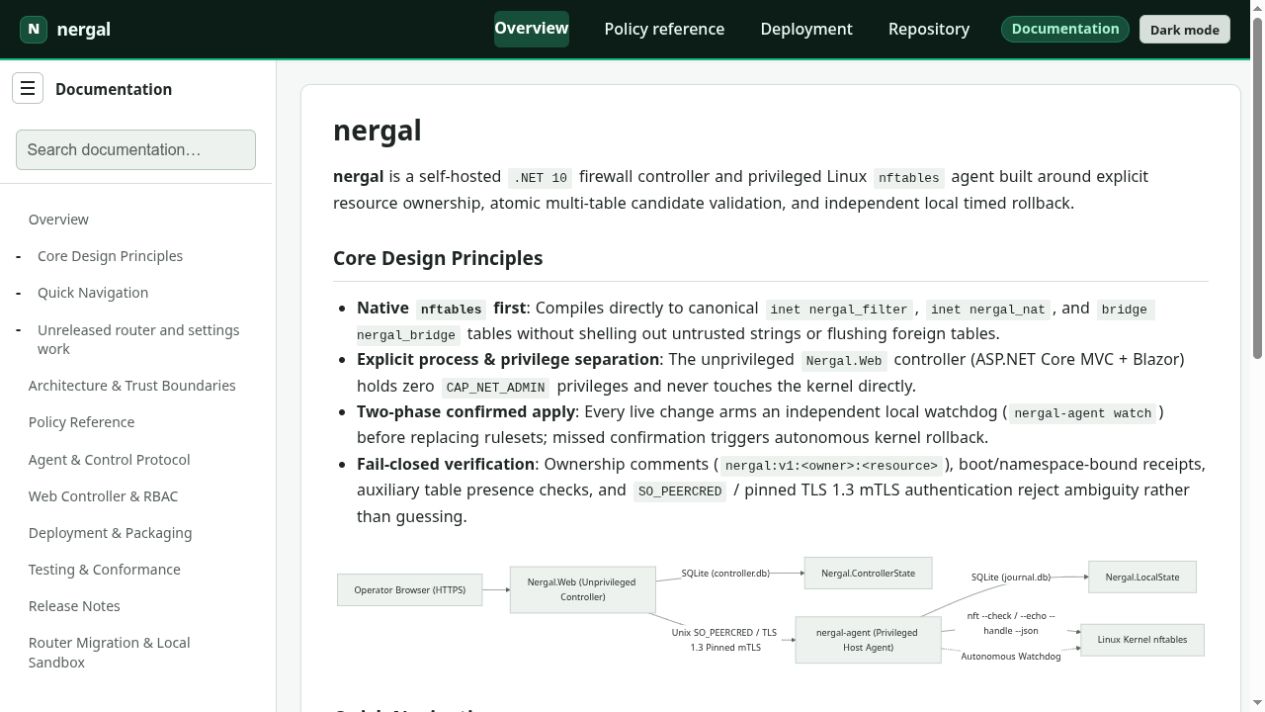 N nergal
Overview Policy reference Deployment Repository Documentation Dark mode
☰ Documentation
Search documentation...
Overview
- Core Design Principles
- Quick Navigation
- Unreleased router and settings
work
Architecture & Trust Boundaries
Policy Reference
Agent & Control Protocol
Web Controller & RBAC
Deployment & Packaging
Testing & Conformance
Release Notes
Router Migration & Local
Sandbox
nergal
nergal is a self-hosted .NET 10 firewall controller and privileged Linux nftables agent built around explicit
resource ownership, atomic multi-table candidate validation, and independent local timed rollback.
Core Design Principles
• Native nftables first: Compiles directly to canonical inet nergal_filter, inet nergal_nat, and bridge
nergal_bridge tables without shelling out untrusted strings or flushing foreign tables.
• Explicit process & privilege separation: The unprivileged Nergal.Web controller (ASP.NET Core MVC + Blazor)
holds zero CAP_NET_ADMIN privileges and never touches the kernel directly.
• Two-phase confirmed apply: Every live change arms an independent local watchdog (nergal-agent watch)
before replacing rulesets; missed confirmation triggers autonomous kernel rollback.
• Fail-closed verification: Ownership comments (nergal:v1:<owner>:<resource>), boot/namespace-bound receipts,
auxiliary table presence checks, and SO_PEERCRED / pinned TLS 1.3 mTLS authentication reject ambiguity rather
than guessing.
Operator Browser (HTTPS)
Nergal.Web (Unprivileged
Controller)
SQLite (controller.db)
Nergal.ControllerState
Unix SO_PEERCRED / TLS
1.3 Pinned mTLS
nergal-agent (Privileged
Host Agent)
SQLite (journal.db)
Nergal.LocalState
nft --check / --echo --
handle --json
Autonomous Watchdog
Linux Kernel nftables